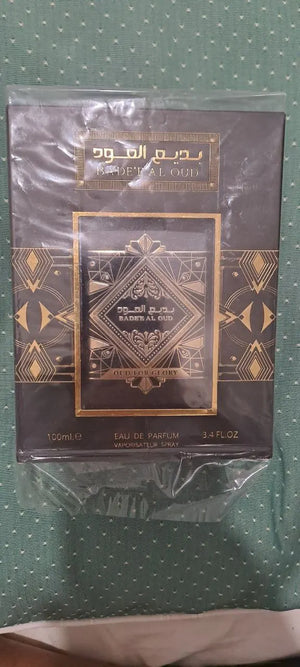 بديع العود
BADE'E AL OUD
بديع العود
BADE'E AL OUD
OUD FOR GLORY
100mL e
EAU DE PARFUM
3.4 FL.OZ
VAPORISATEUR SPRAY